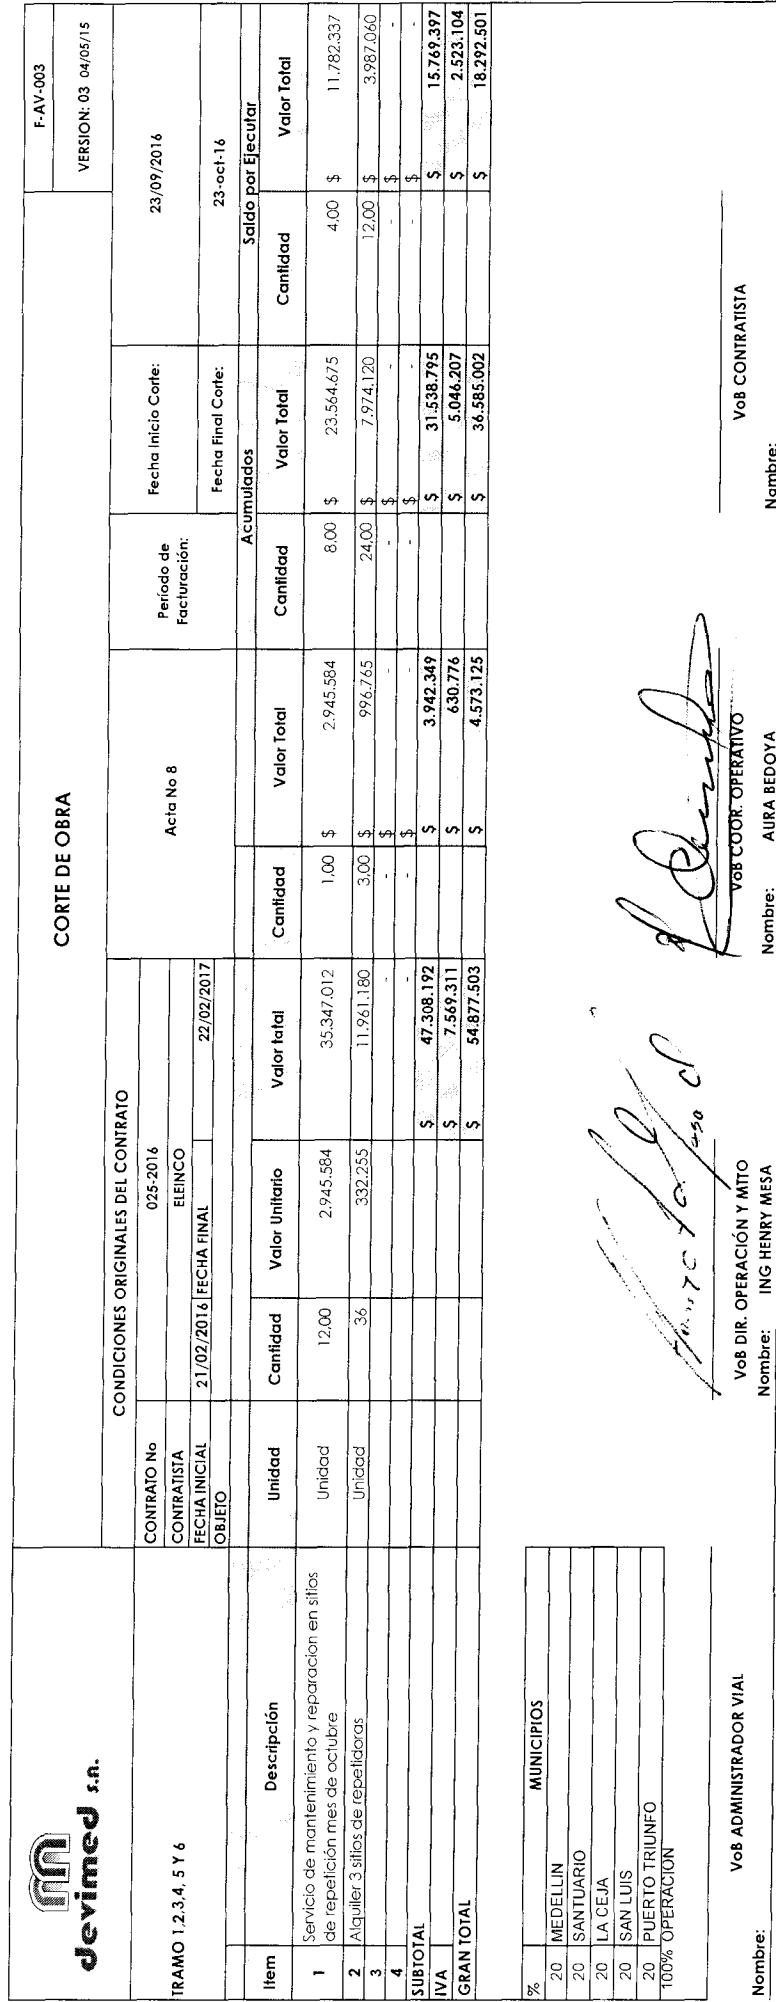 devimed s.a.
CORTE DE OBRA
F-AV-003
VERSION: 03 04/05/15
TRAMO 1,2,3,4, 5 Y 6
CONDICIONES ORIGINALES DEL CONTRATO
CONTRATO No 025-2016
CONTRATISTA ELEINCO
FECHA INICIAL 21/02/2016 FECHA FINAL 22/02/2017
OBJETO
Acta No 8
Período de Facturación:
Fecha Inicio Corte: 23/09/2016
Fecha Final Corte: 23-oct-16
Acumulados Saldo por Ejecutar
Item Descripción Unidad Cantidad Valor Unitario Valor total Cantidad Valor Total Cantidad Valor Total Cantidad Valor Total
1 Servicio de mantenimiento y reparacion en sitios de repetición mes de octubre Unidad 12,00 2.945.584 35.347.012 1,00 $ 2.945.584 8,00 $ 23.564.675 4,00 $ 11.782.337
2 Alquiler 3 sitios de repetidoras Unidad 36 332.255 11.961.180 3,00 $ 996.765 24,00 $ 7.974.120 12,00 $ 3.987.060
3 - - $ - - $ - - $ -
4 - - $ - - $ - - $ -
SUBTOTAL $ 47.308.192 $ 3.942.349 $ 31.538.795 $ 15.769.397
IVA $ 7.569.311 $ 630.776 $ 5.046.207 $ 2.523.104
GRAN TOTAL $ 54.877.503 $ 4.573.125 $ 36.585.002 $ 18.292.501
% MUNICIPIOS
20 MEDELLIN
20 SANTUARIO
20 LA CEJA
20 SAN LUIS
20 PUERTO TRIUNFO
100% OPERACIÓN
VoB ADMINISTRADOR VIAL VoB DIR. OPERACIÓN Y MTTO VoB COOR. OPERATIVO VoB CONTRATISTA
Nombre: Nombre: ING HENRY MESA Nombre: AURA BEDOYA Nombre: